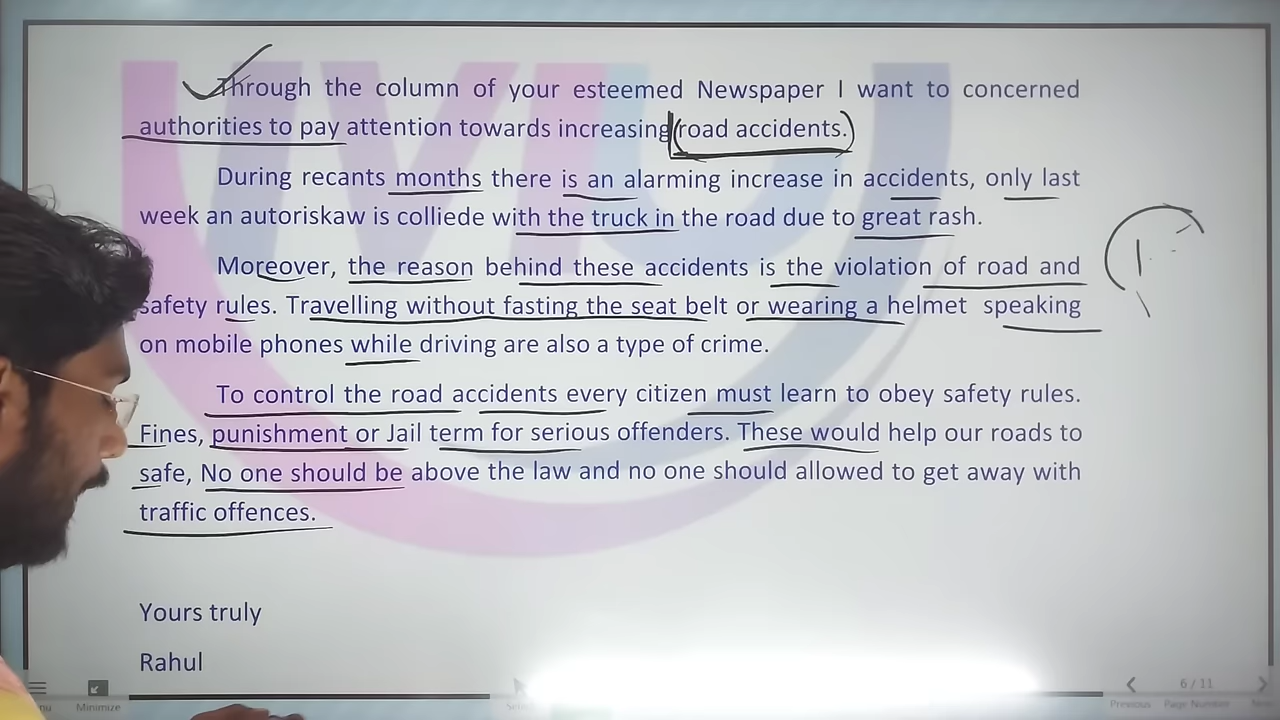 Through the column of your esteemed Newspaper I want to concerned
authorities to pay attention towards increasing road accidents.
During recants months there is an alarming increase in accidents, only last
week an autoriskaw is colliede with the truck in the road due to great rash.
Moreover, the reason behind these accidents is the violation of road and
safety rules. Travelling without fasting the seat belt or wearing a helmet speaking
on mobile phones while driving are also a type of crime.
To control the road accidents every citizen must learn to obey safety rules.
Fines, punishment or Jail term for serious offenders. These would help our roads to
safe, No one should be above the law and no one should allowed to get away with
traffic offences.
Yours truly
Rahul
6 / 11
Minimize
Previous Page Number